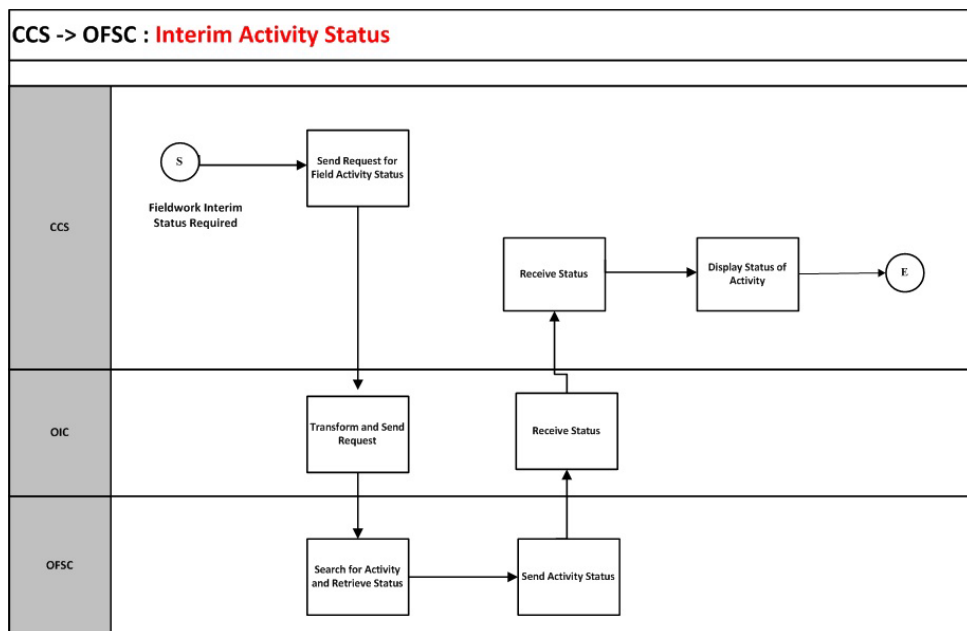 CCS -> OFSC : Interim Activity Status
CCS
S
Fieldwork Interim
Status Required
Send Request for
Field Activity Status
Receive Status
Display Status of
Activity
E
OIC
Transform and Send
Request
Receive Status
OFSC
Search for Activity
and Retrieve Status
Send Activity Status